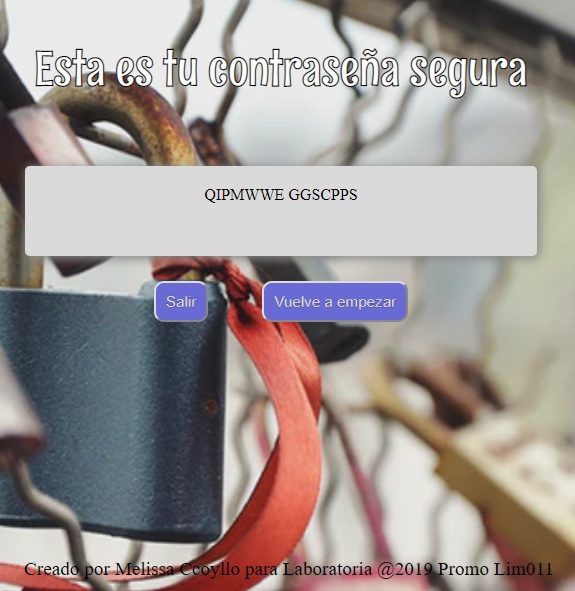 Esta es tu contraseña segura
QIPMWWE GGSCPPS
Salir Vuelve a empezar
Creado por Melissa Ccoyllo para Laboratoria @2019 Promo Lim011